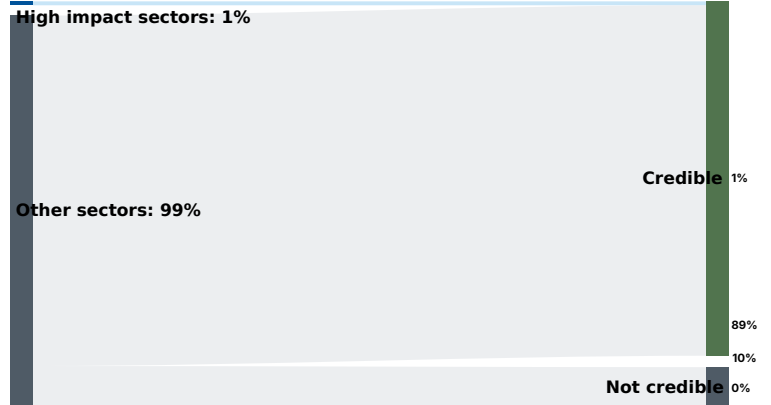 High impact sectors: 1%
Credible 1%
Other sectors: 99%
89%
10%
Not credible 0%